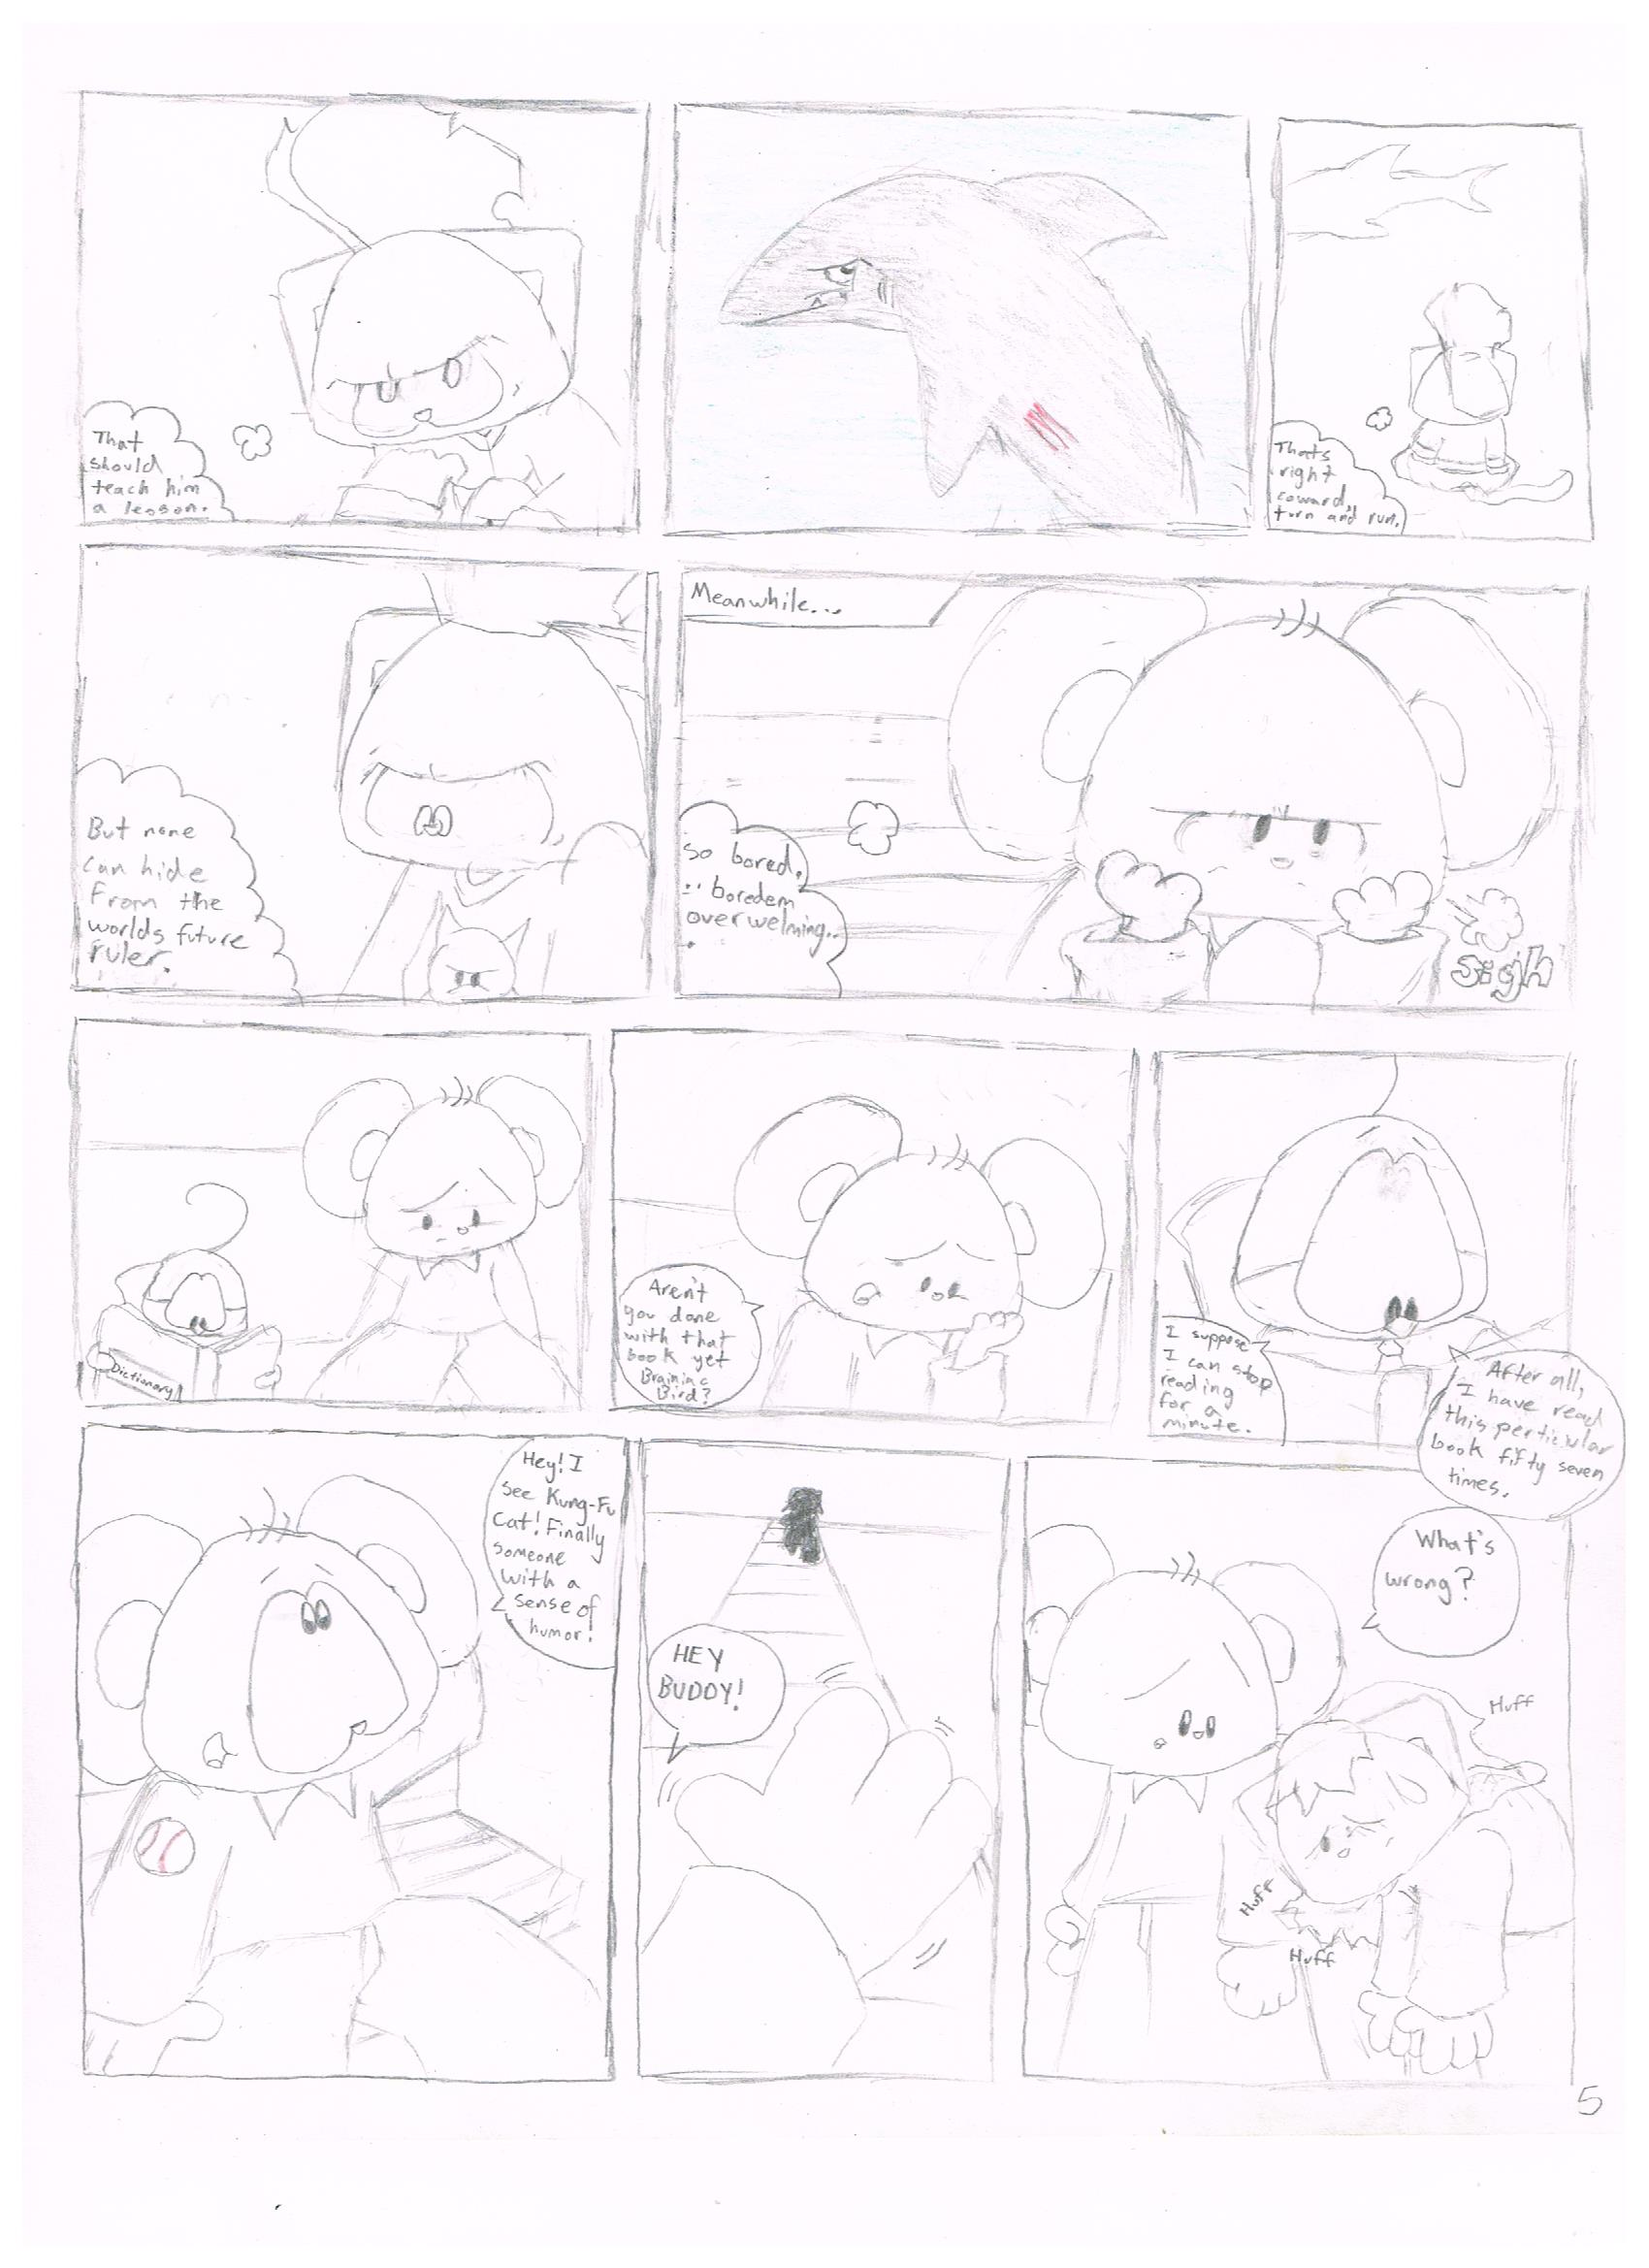 That
should
teach him
a lesson.
Thats
right
coward,
turn and run.
But none
can hide
From the
worlds future
ruler.
Meanwhile...
So bored.
.. boredem
overwelming..
.
Sigh
Dictionary
Aren't
you done
with that
book yet
Brainiac
Bird?
I suppose
I can stop
reading
for a
minute.
After all,
I have read
this perticular
book fifty seven
times.
Hey! I
see Kung-Fu
Cat! Finally
someone
with a
sense of
humor!
HEY
BUDDY!
What's
wrong?
Huff
Huff
Huff
5